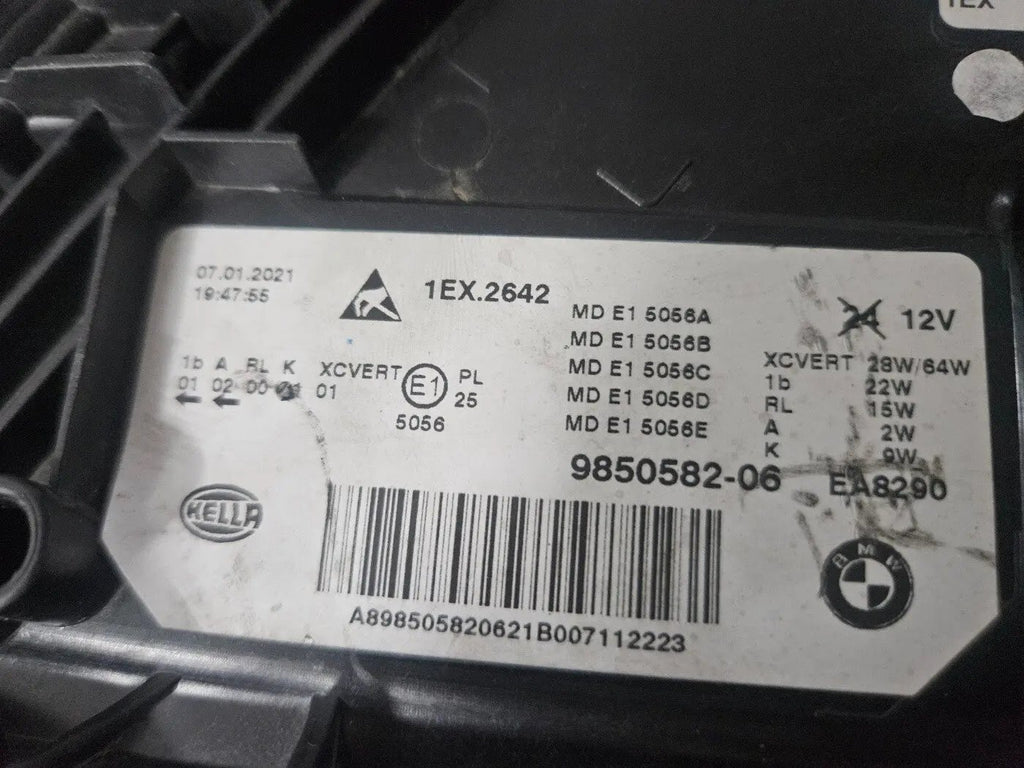 1EX
07.01.2021
19:47:55
1EX.2642
MD E1 5056A
MD E1 5056B
MD E1 5056C
MD E1 5056D
MD E1 5056E
24 12V
1b A RL K XCVERT E1 PL
01 02 00 01 25
5056
XCVERT 28W/64W
1b 22W
RL 15W
A 2W
K 9W
9850582-06 EA8290
HELLA
BMW
A898505820621B007112223